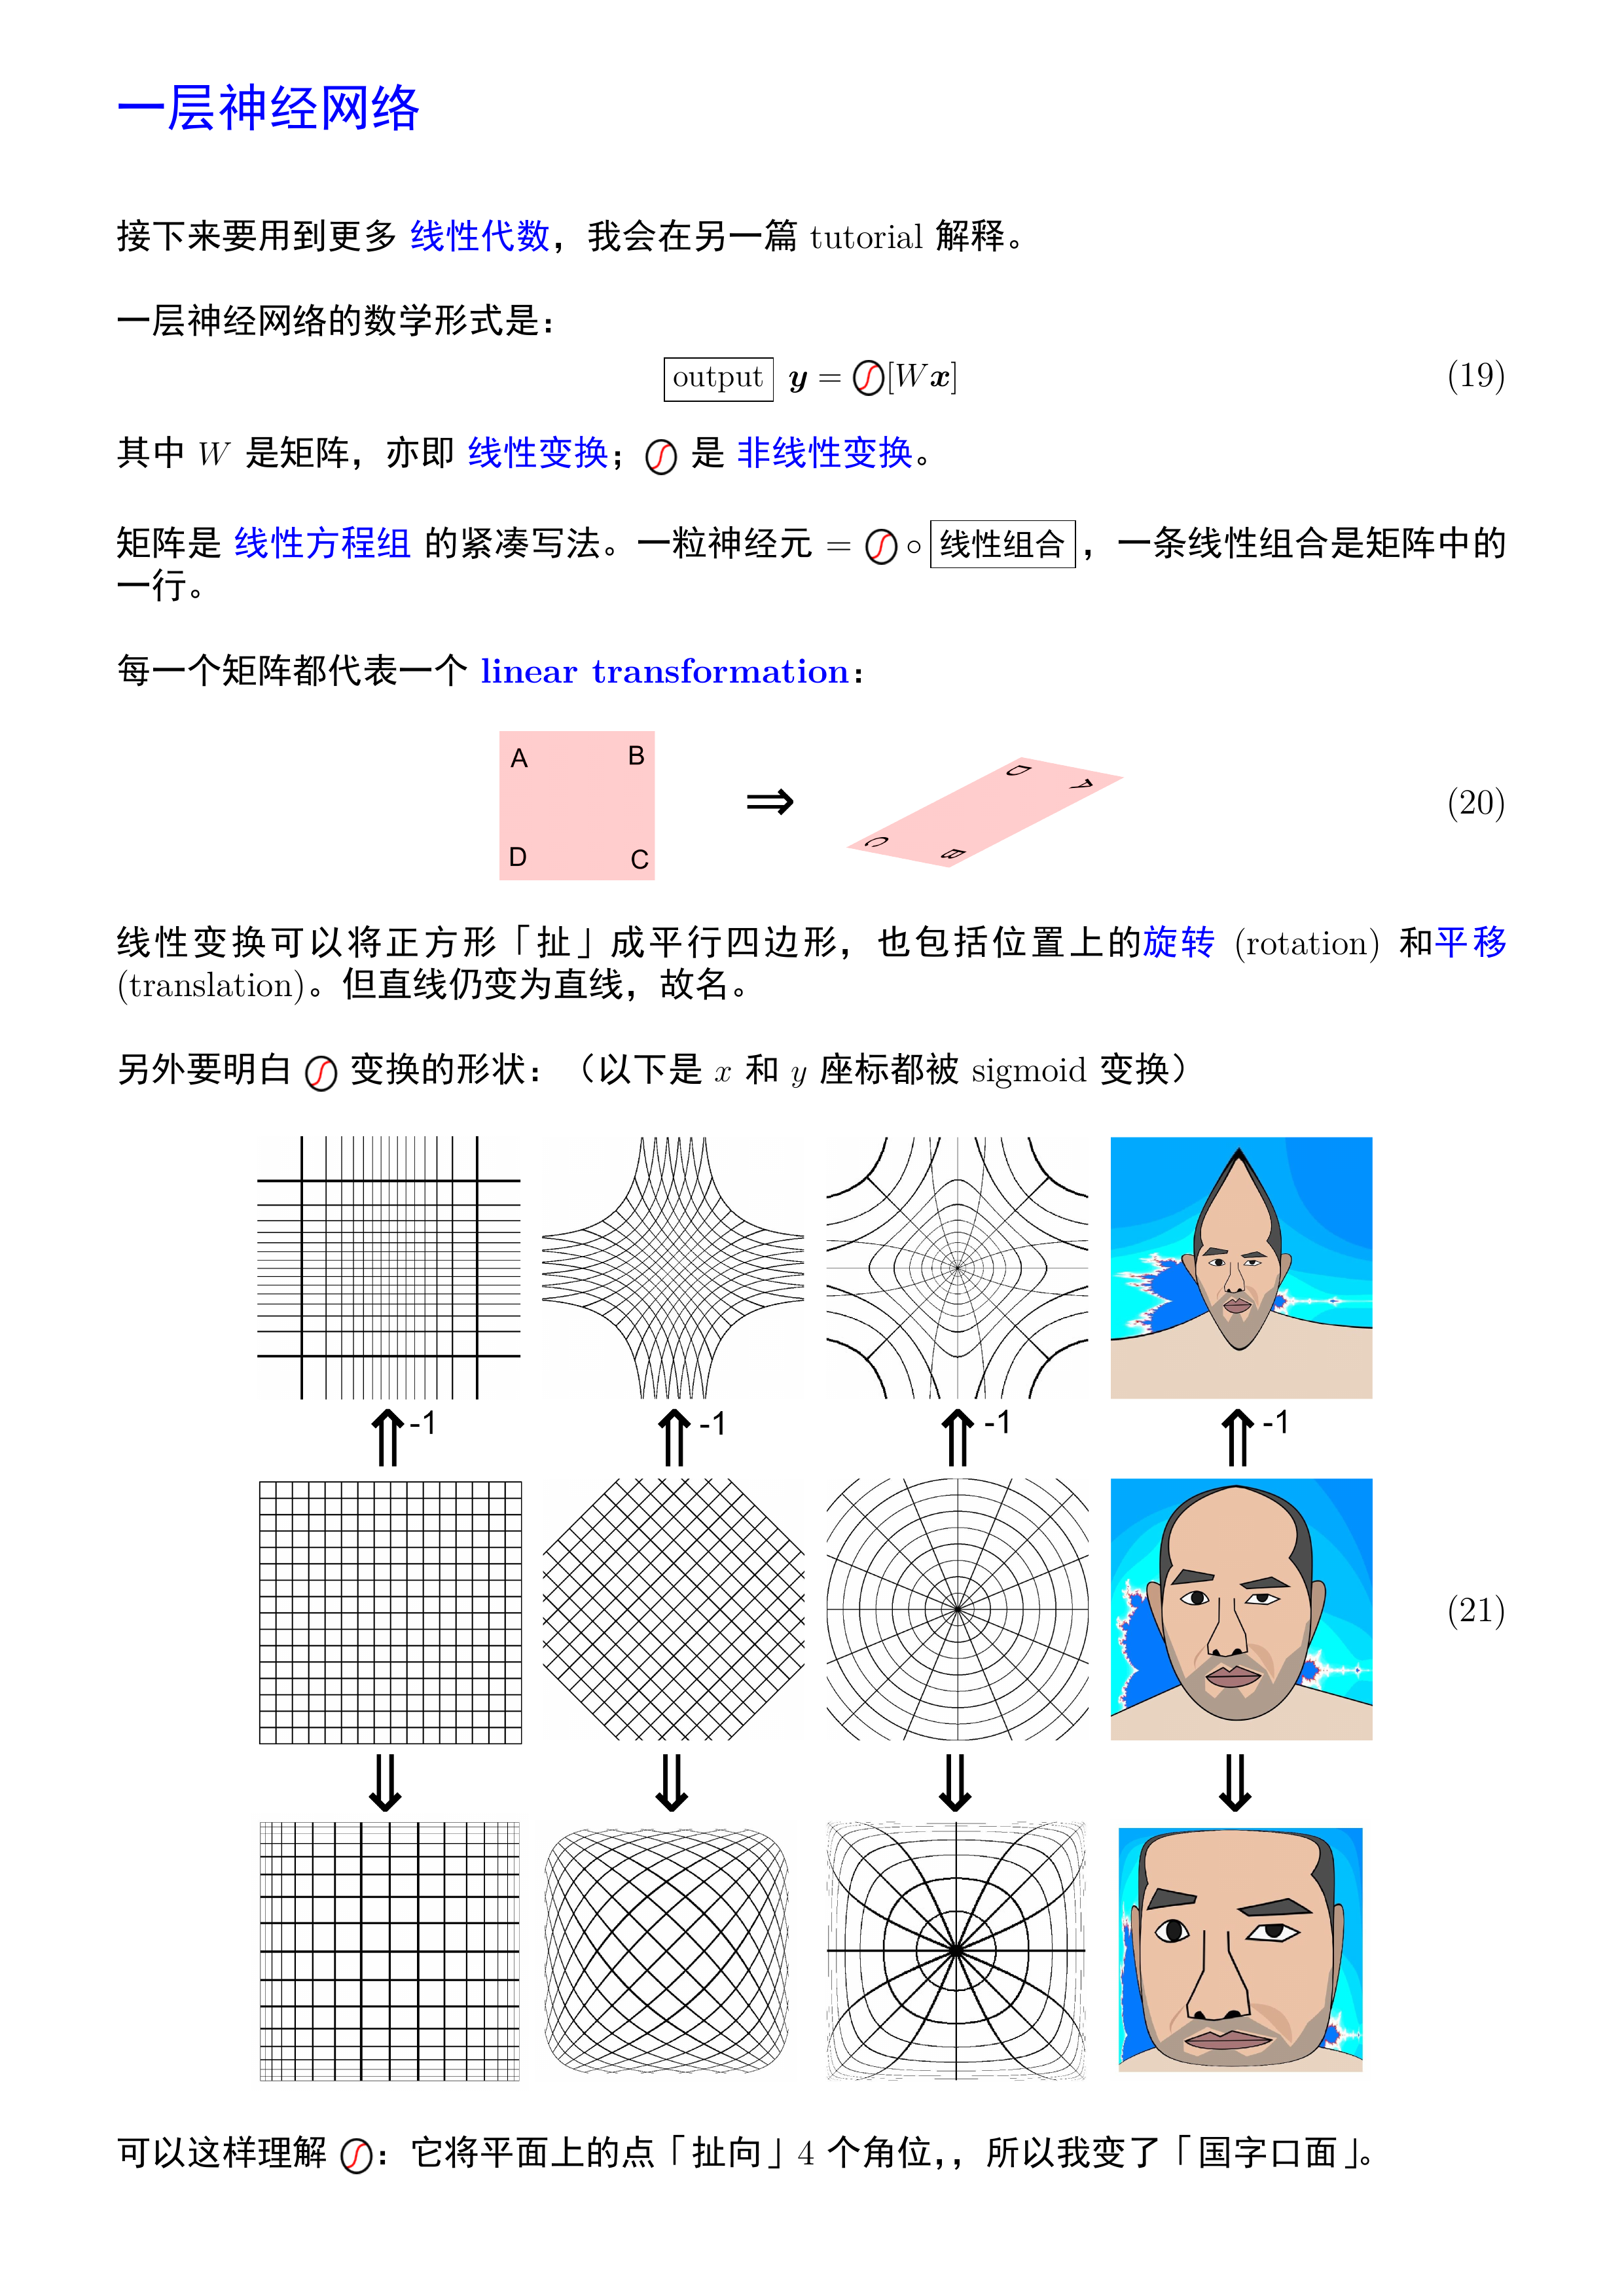 一层神经网络
接下来要用到更多 线性代数，我会在另一篇 tutorial 解释。
一层神经网络的数学形式是：
output y = [Wx] (19)
其中 W 是矩阵，亦即 线性变换； 是 非线性变换。
矩阵是 线性方程组 的紧凑写法。一粒神经元 = ∘ 线性组合 ，一条线性组合是矩阵中的
一行。
每一个矩阵都代表一个 linear transformation：
A B D C ⇒ D A C B (20)
线性变换可以将正方形「扯」成平行四边形，也包括位置上的旋转 (rotation) 和平移
(translation)。但直线仍变为直线，故名。
另外要明白 变换的形状：（以下是 x 和 y 座标都被 sigmoid 变换）
⇑-1 ⇑-1 ⇑-1 ⇑-1
(21)
⇓ ⇓ ⇓ ⇓
可以这样理解 ：它将平面上的点「扯向」4 个角位，，所以我变了「国字口面」。